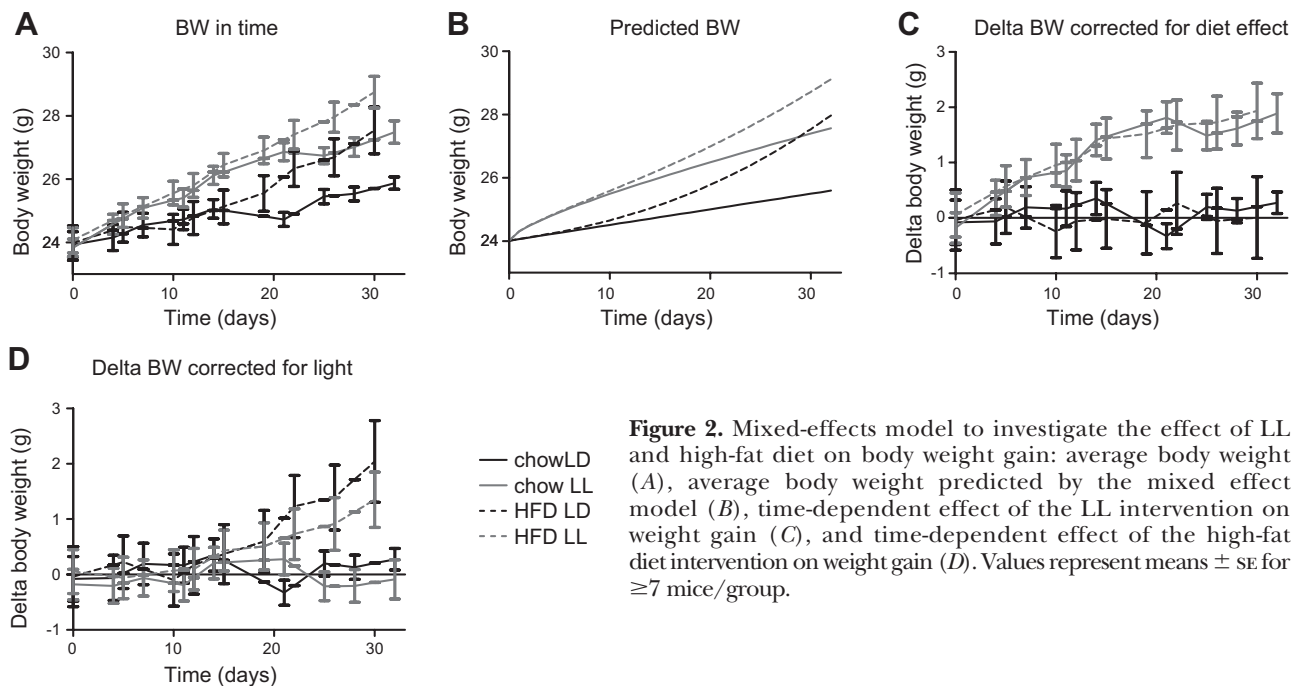 A
BW in time
30
28
26
24
Body weight (g)
0
10
20
30
Time (days)
B
Predicted BW
30
28
26
24
Body weight (g)
0
10
20
30
Time (days)
C
Delta BW corrected for diet effect
3
2
1
0
-1
Delta body weight (g)
0
10
20
30
Time (days)
D
Delta BW corrected for light
3
2
1
0
-1
Delta body weight (g)
0
10
20
30
Time (days)
chowLD
chow LL
HFD LD
HFD LL
Figure 2. Mixed-effects model to investigate the effect of LL
and high-fat diet on body weight gain: average body weight
(A), average body weight predicted by the mixed effect
model (B), time-dependent effect of the LL intervention on
weight gain (C), and time-dependent effect of the high-fat
diet intervention on weight gain (D). Values represent means ± SE for
≥7 mice/group.